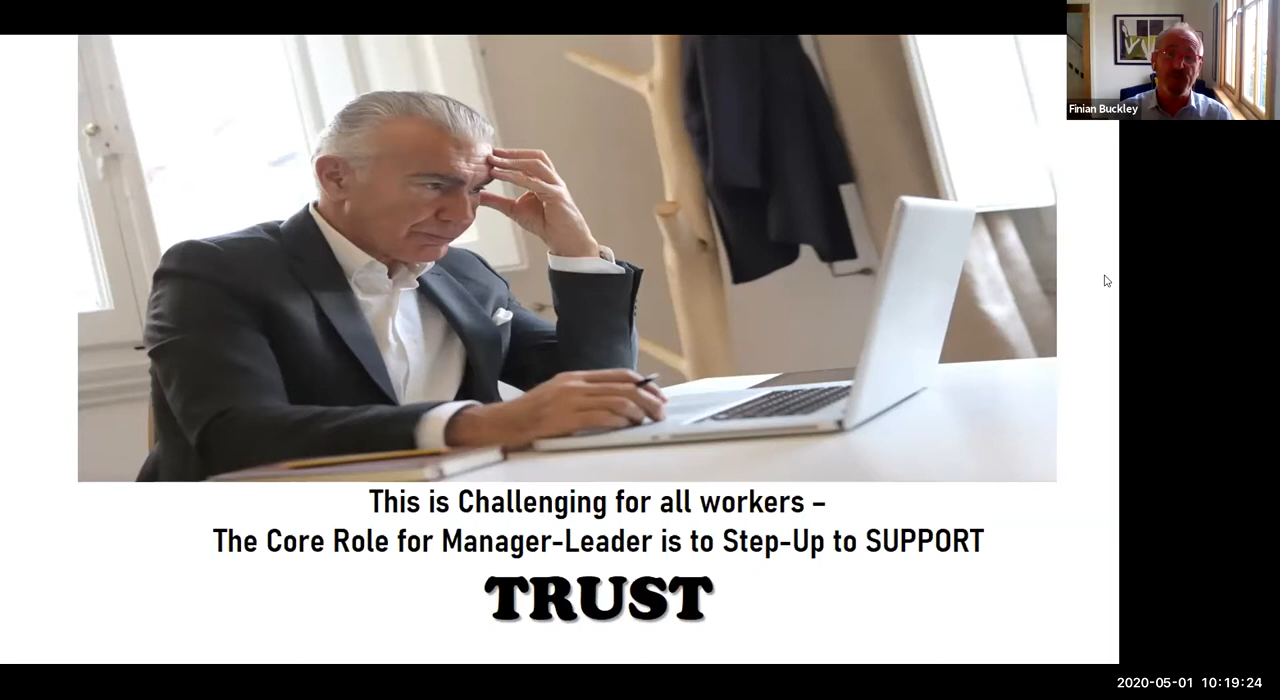 Finian Buckley
This is Challenging for all workers –
The Core Role for Manager-Leader is to Step-Up to SUPPORT
TRUST
2020-05-01 10:19:24